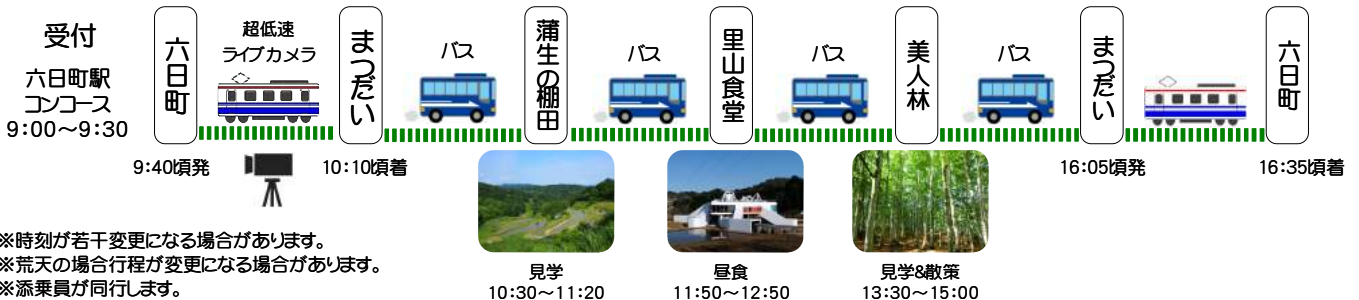 受付
六日町駅
コンコース
9:00～9:30
六日町
超低速
ライブカメラ
まつだい
バス
蒲生の棚田
バス
里山食堂
バス
美人林
バス
まつだい
六日町
9:40頃発
10:10頃着
16:05頃発
16:35頃着
見学
10:30～11:20
昼食
11:50～12:50
見学&散策
13:30～15:00
※時刻が若干変更になる場合があります。
※荒天の場合行程が変更になる場合があります。
※添乗員が同行します。